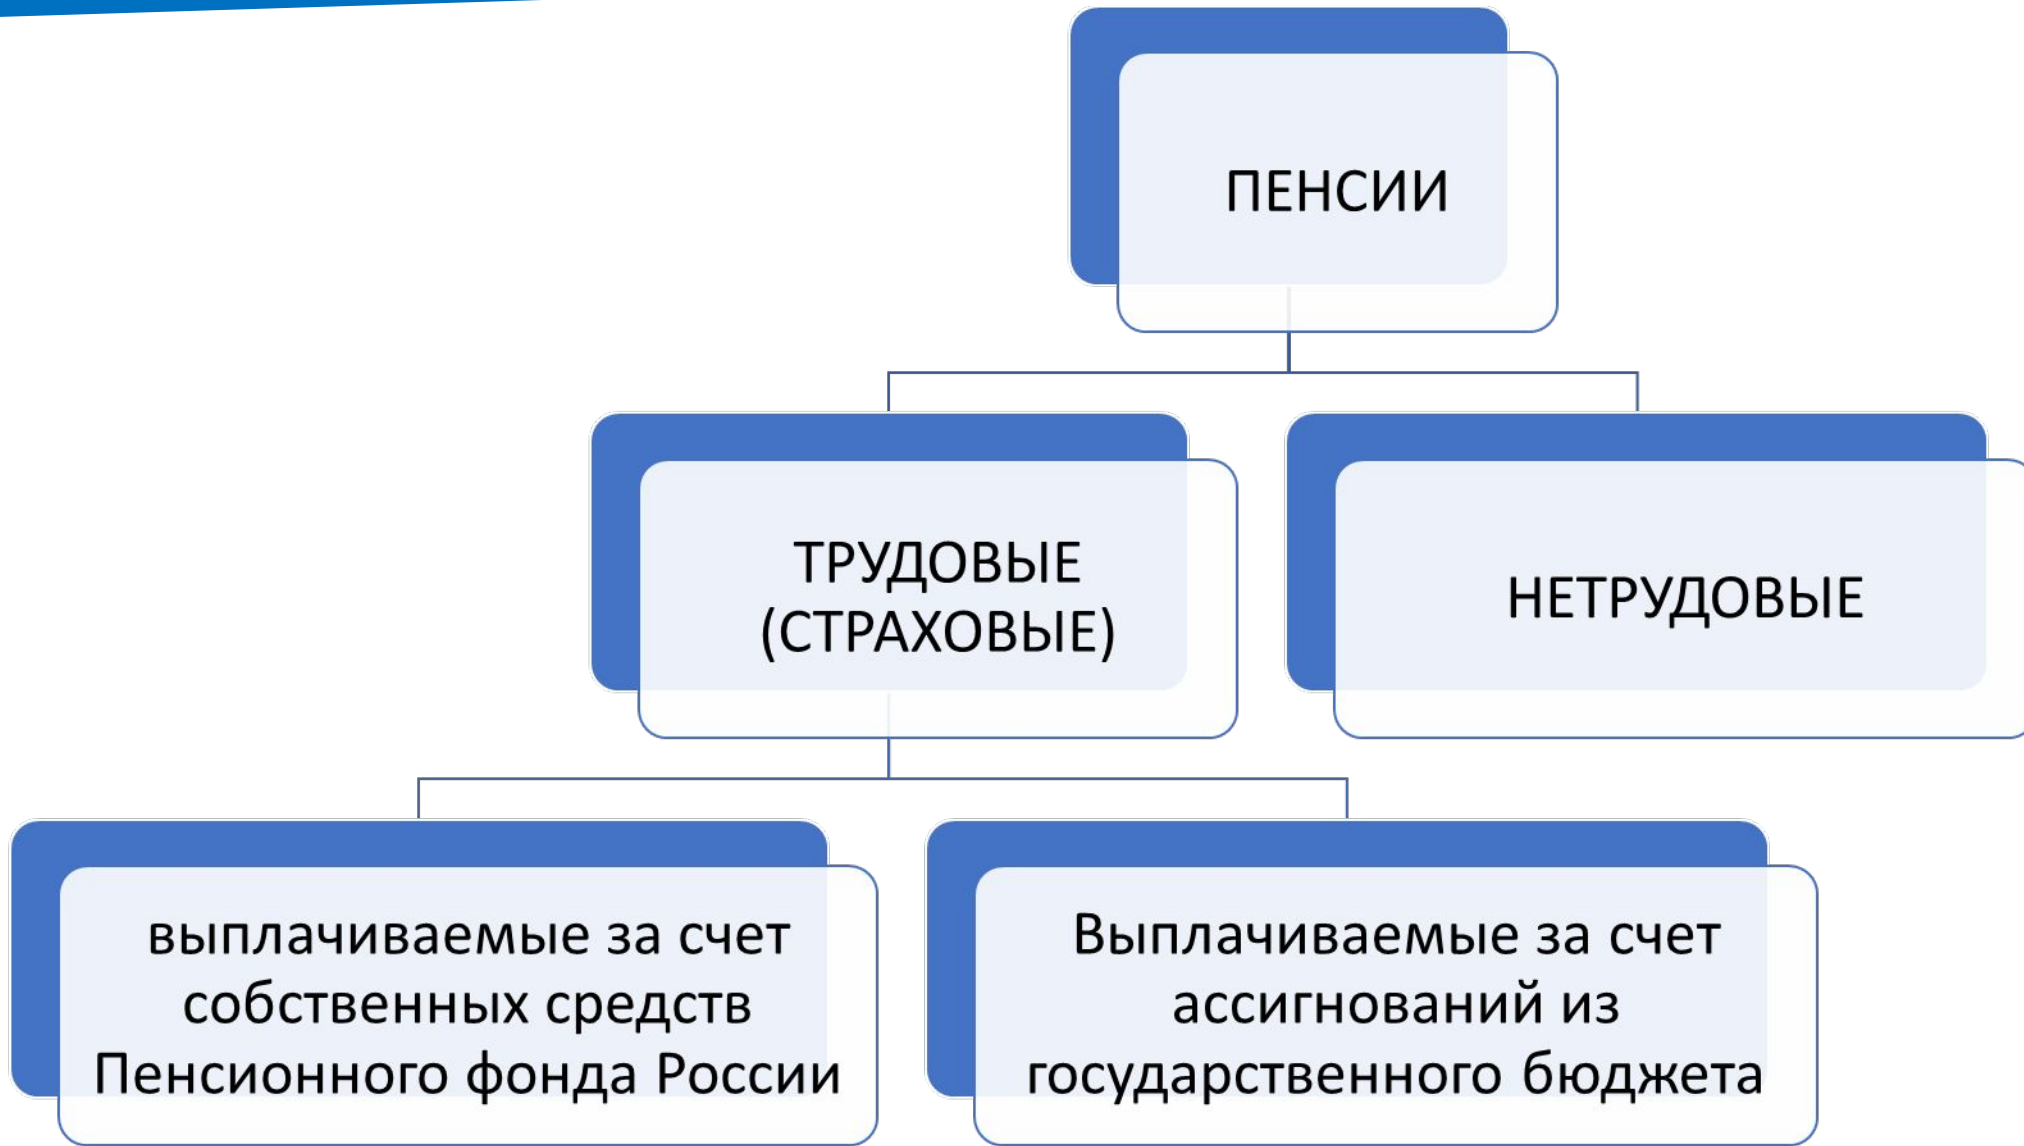 ПЕНСИИ
ТРУДОВЫЕ
(СТРАХОВЫЕ)
НЕТРУДОВЫЕ
выплачиваемые за счет
собственных средств
Пенсионного фонда России
Выплачиваемые за счет
ассигнований из
государственного бюджета